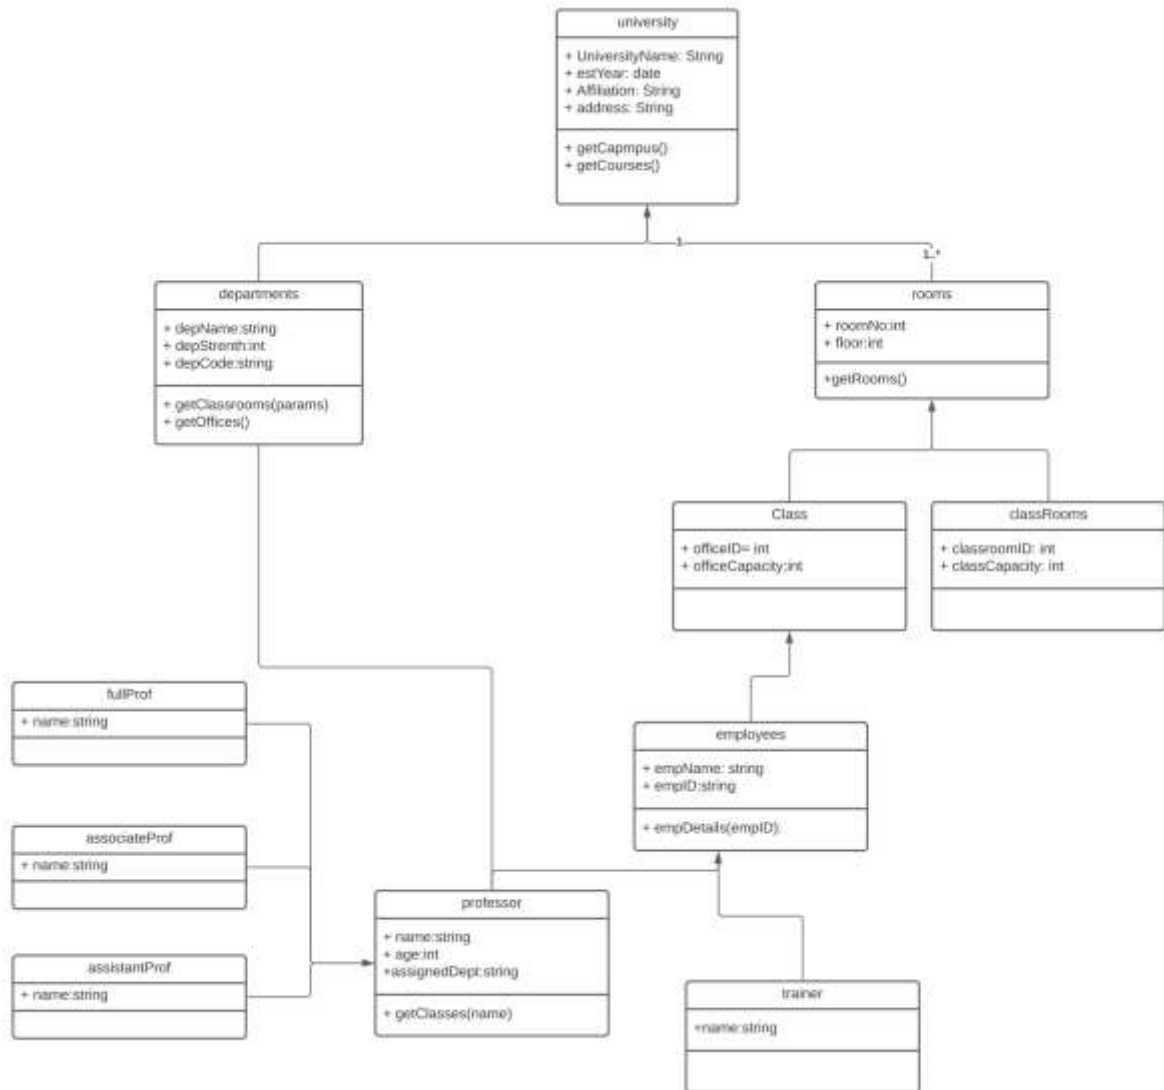 university
+ UniversityName: String
+ estYear: date
+ Affiliation: String
+ address: String
+ getCapmpus()
+ getCourses()
1
1..*
departments
+ depName:string
+ depStrenth:int
+ depCode:string
+ getClassrooms(params)
+ getOffices()
rooms
+ roomNo:int
+ floor:int
+getRooms()
Class
+ officeID= int
+ officeCapacity:int
classRooms
+ classroomID: int
+ classCapacity: int
fullProf
+ name:string
employees
+ empName: string
+ empID:string
+ empDetails(empID)
associateProf
+ name:string
professor
+ name:string
+ age:int
+assignedDept:string
+ getClasses(name)
assistantProf
+ name:string
trainer
+name:string